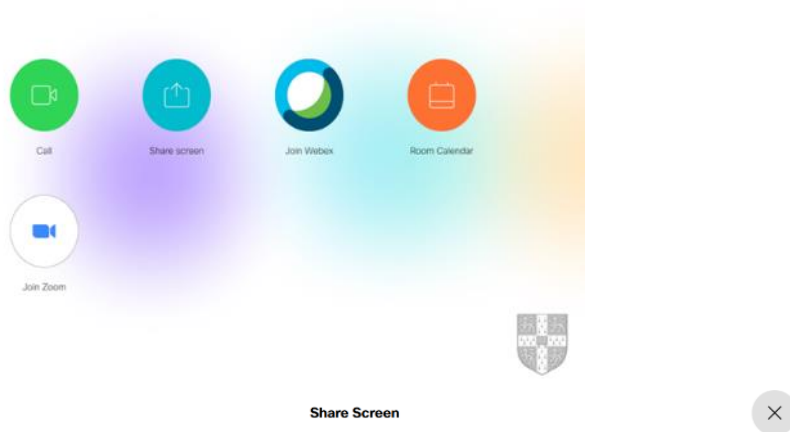 Call
Share screen
Join Webex
Room Calendar
Join Zoom
Share Screen